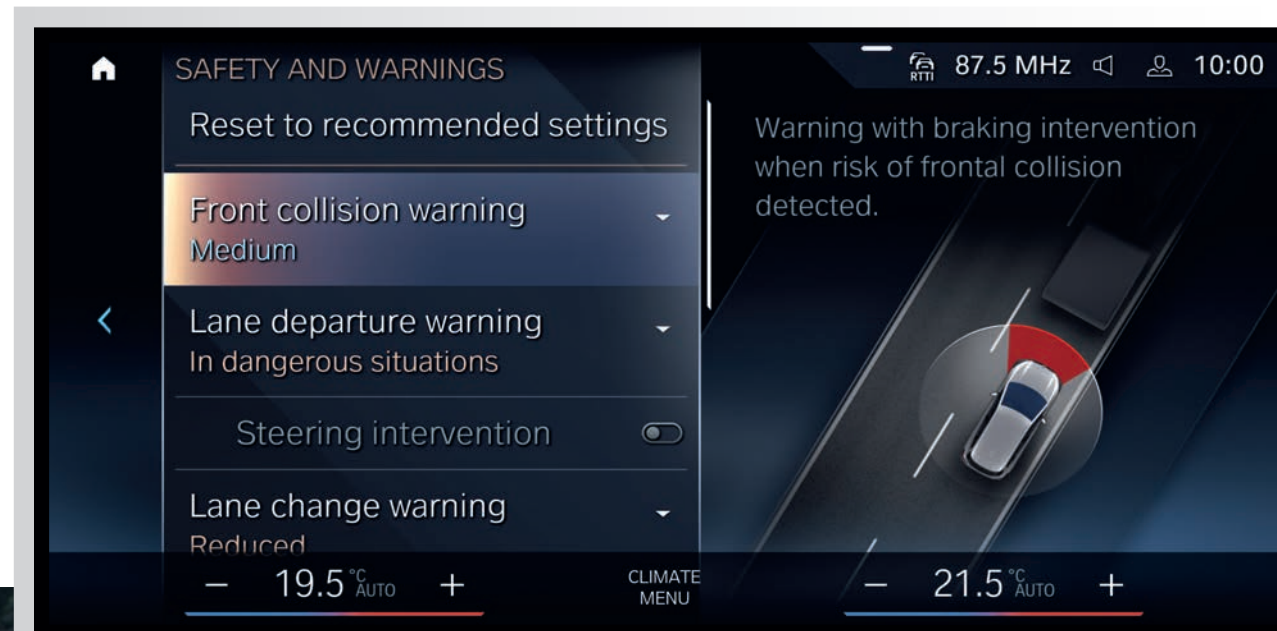 SAFETY AND WARNINGS
Reset to recommended settings
Front collision warning
Medium
Lane departure warning
In dangerous situations
Steering intervention
Lane change warning
Reduced
RTTI
87.5 MHz
10:00
Warning with braking intervention
when risk of frontal collision
detected.
19.5 °C AUTO
CLIMATE
MENU
21.5 °C AUTO